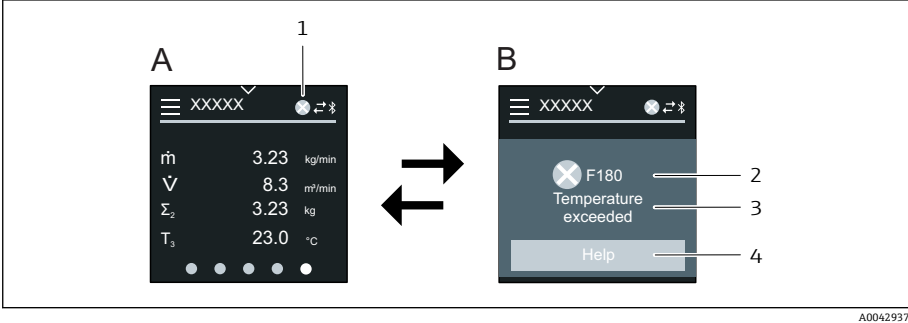 1
A
B
XXXXX
ṁ 3.23 kg/min
V̇ 8.3 m³/min
Σ₂ 3.23 kg
T₃ 23.0 °C
XXXXX
F180
Temperature
exceeded
Help
2
3
4
A0042937